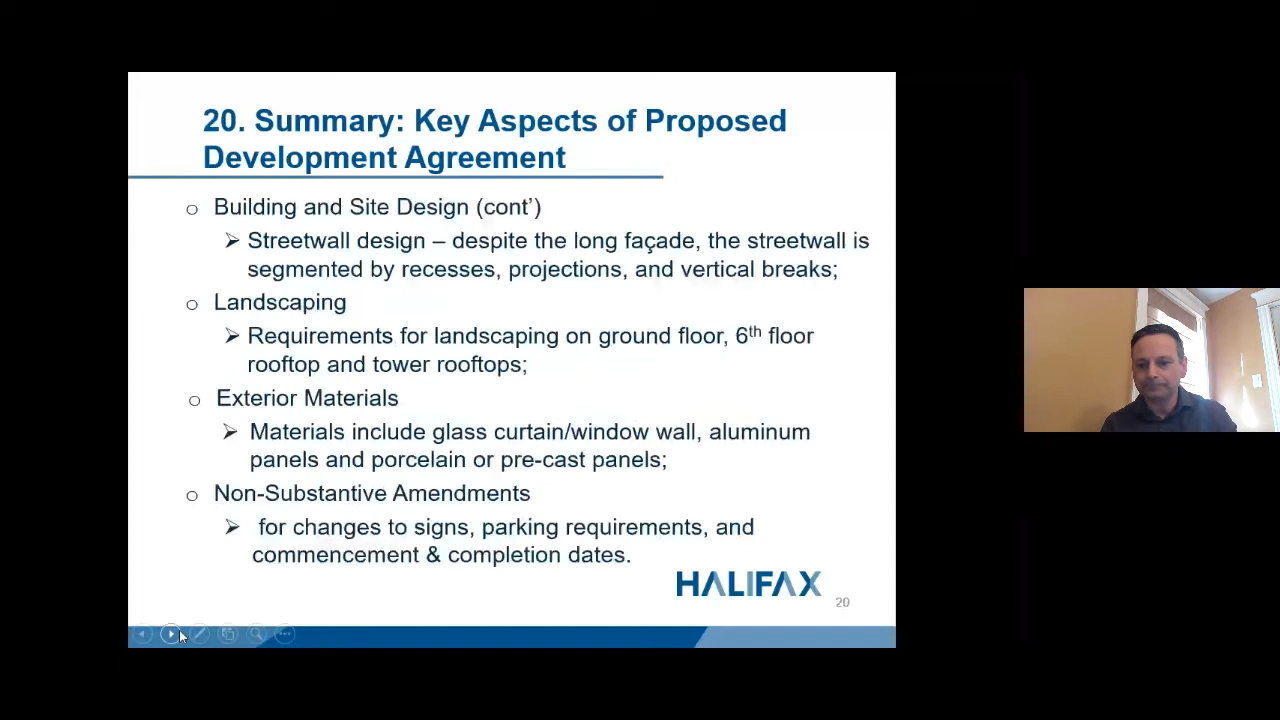 20. Summary: Key Aspects of Proposed
Development Agreement
o Building and Site Design (cont’)
➢ Streetwall design – despite the long façade, the streetwall is
segmented by recesses, projections, and vertical breaks;
o Landscaping
➢ Requirements for landscaping on ground floor, 6th floor
rooftop and tower rooftops;
o Exterior Materials
➢ Materials include glass curtain/window wall, aluminum
panels and porcelain or pre-cast panels;
o Non-Substantive Amendments
➢ for changes to signs, parking requirements, and
commencement & completion dates.
HALIFAX
20